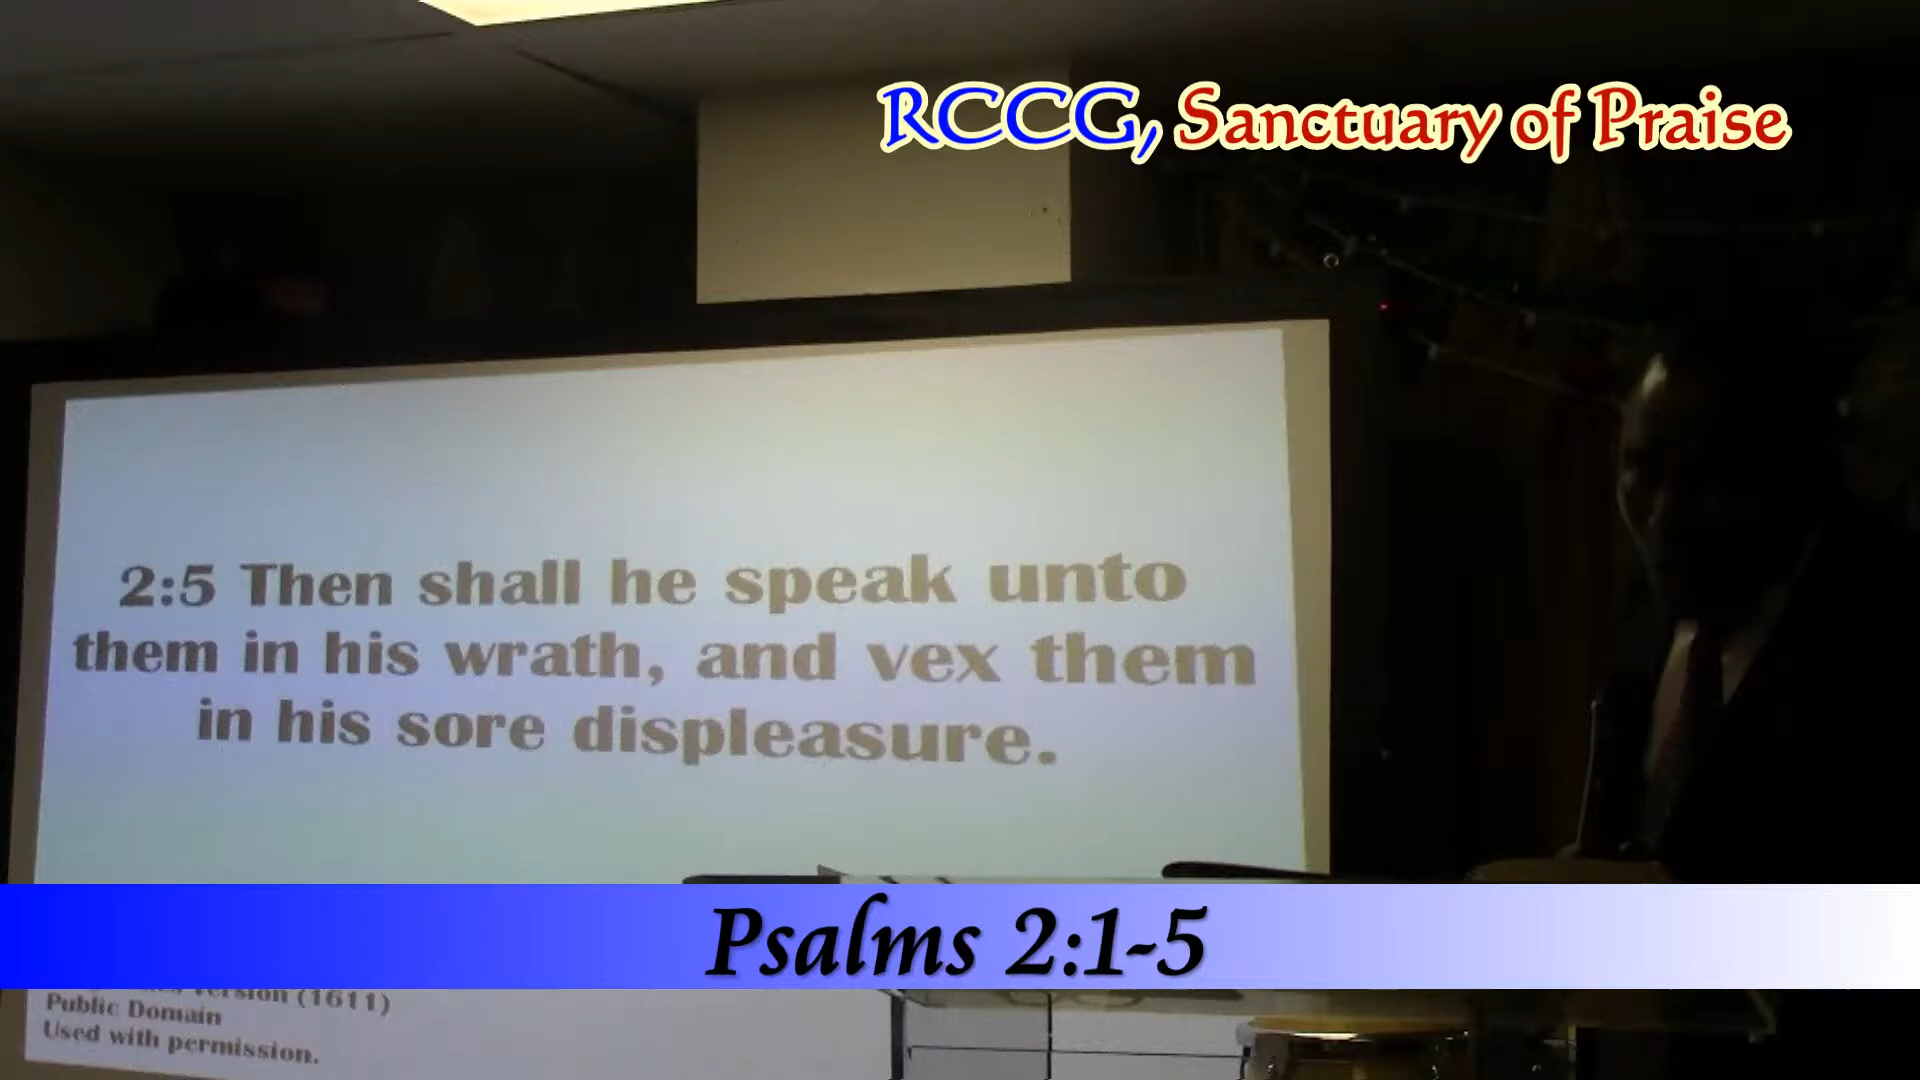 RCCG, Sanctuary of Praise
2:5 Then shall he speak unto
them in his wrath, and vex them
in his sore displeasure.
Psalms 2:1-5
Version (1611)
Public Domain
Used with permission.